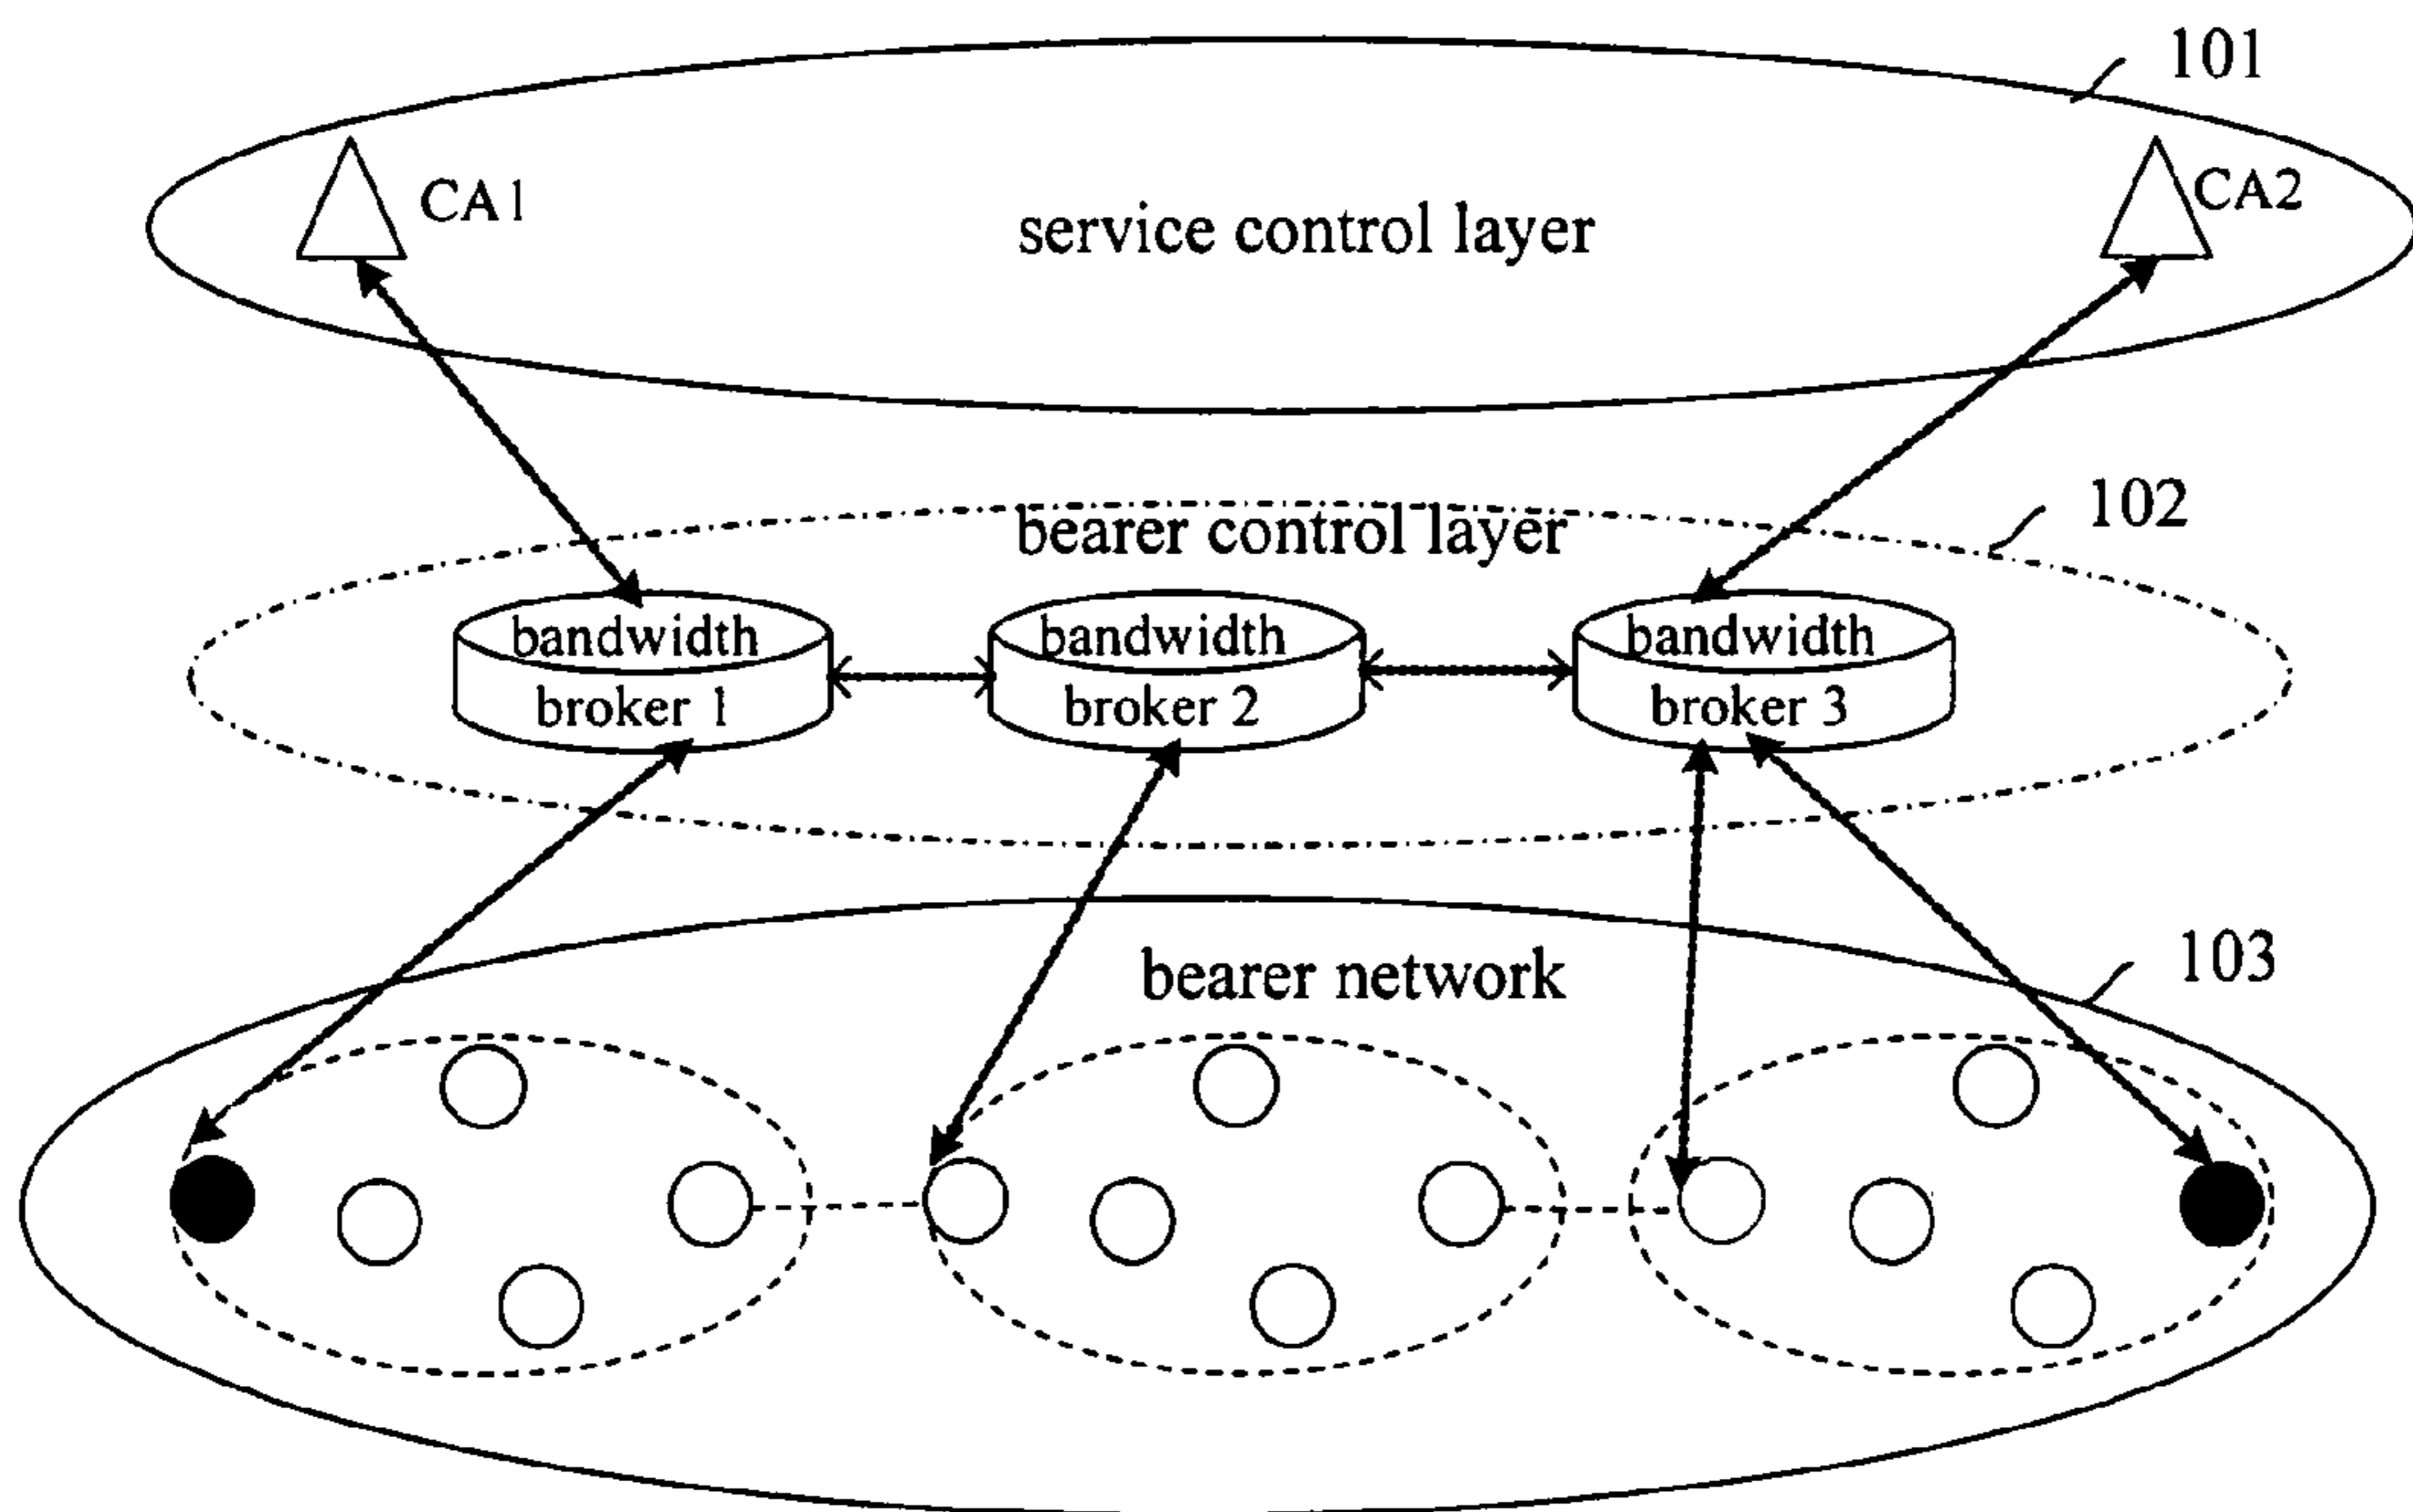 101
CA1
CA2
service control layer
102
bearer control layer
bandwidth
broker 1
bandwidth
broker 2
bandwidth
broker 3
103
bearer network